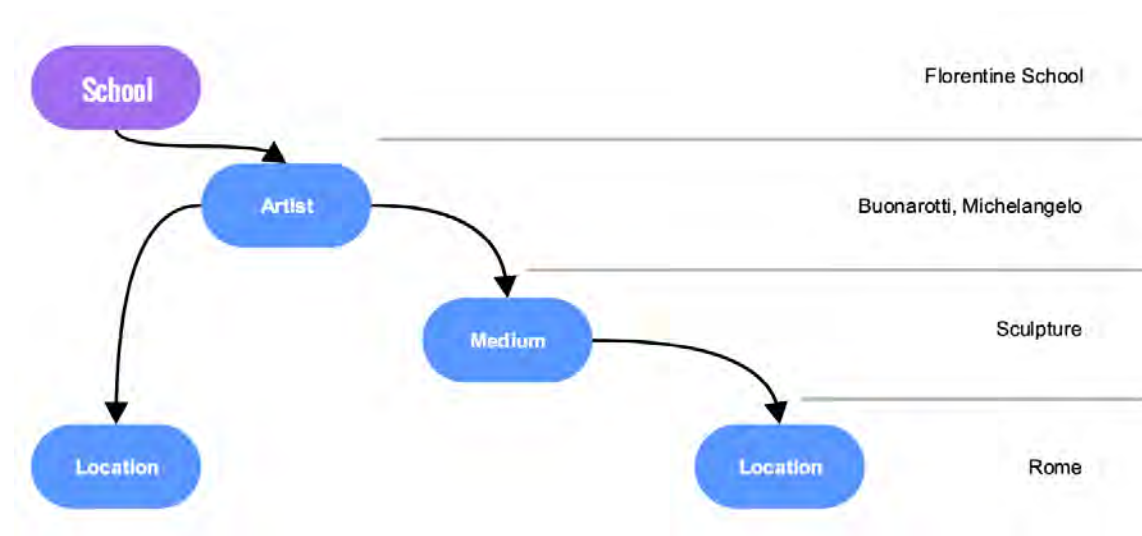 School
Florentine School
Artist
Buonarotti, Michelangelo
Medium
Sculpture
Location
Location
Rome